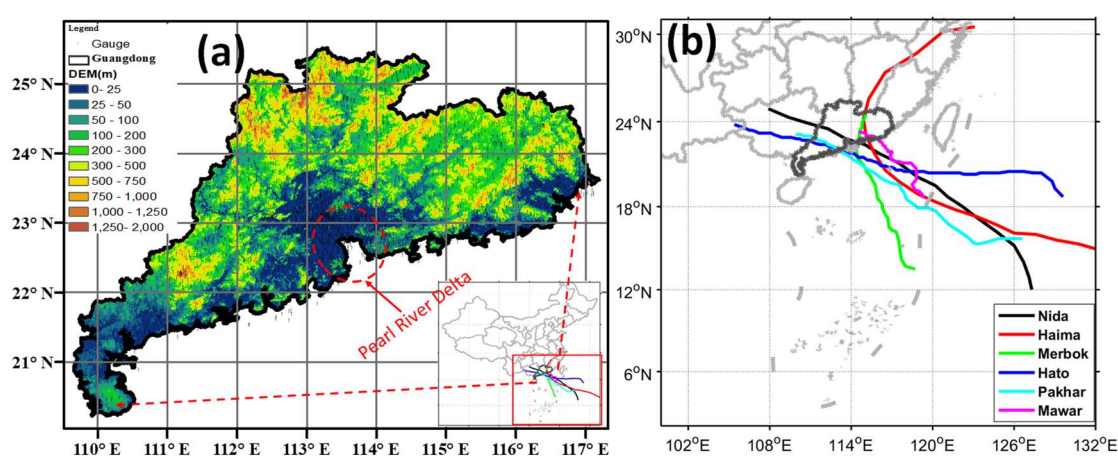 Legend
Gauge
Guangdong
DEM(m)
0- 25
25 - 50
50 - 100
100 - 200
200 - 300
300 - 500
500 - 750
750 - 1,000
1,000 - 1,250
1,250- 2,000
(a)
25° N
24° N
23° N
22° N
21° N
Pearl River Delta
110°E
111°E
112°E
113°E
114°E
115°E
116°E
117°E
(b)
30°N
24°N
18°N
12°N
6°N
Nida
Haima
Merbok
Hato
Pakhar
Mawar
102°E
108°E
114°E
120°E
126°E
132°E